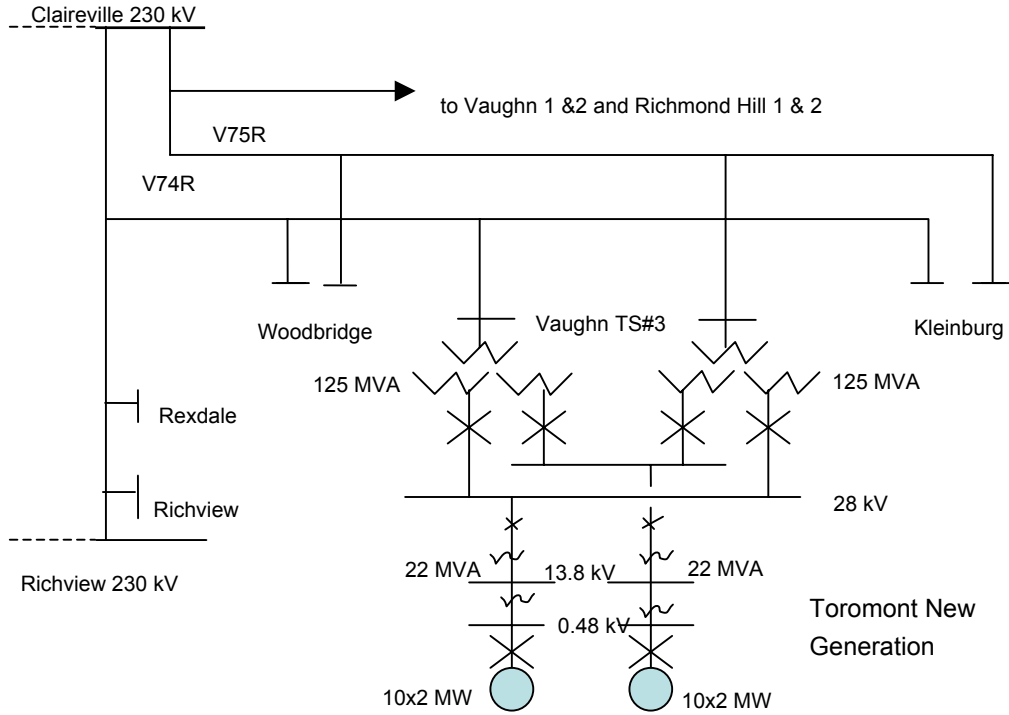 Claireville 230 kV
to Vaughn 1 &2 and Richmond Hill 1 & 2
V75R
V74R
Woodbridge
Vaughn TS#3
Kleinburg
125 MVA
125 MVA
Rexdale
Richview
28 kV
Richview 230 kV
22 MVA
13.8 kV
22 MVA
0.48 kV
Toromont New
Generation
10x2 MW
10x2 MW